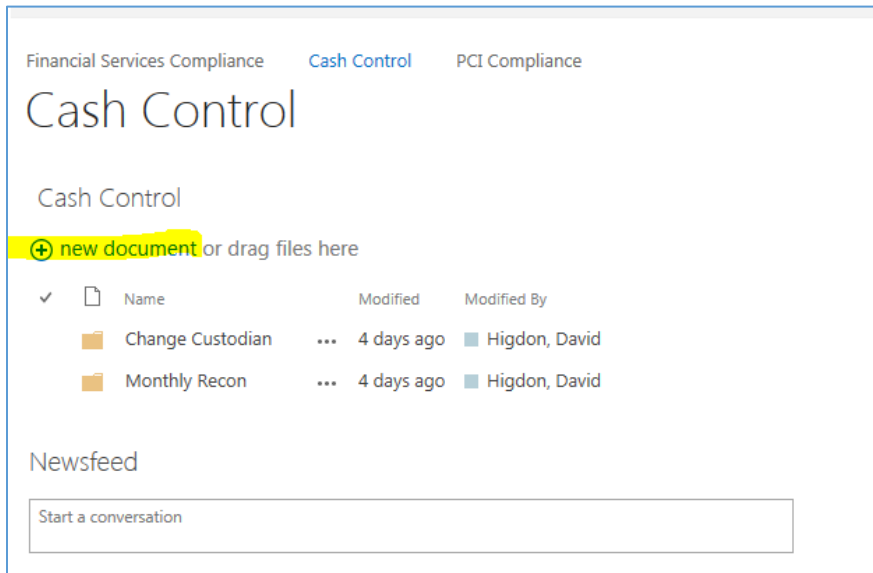 Financial Services Compliance Cash Control PCI Compliance
Cash Control
Cash Control
new document or drag files here
Name Modified Modified By
Change Custodian ... 4 days ago Higdon, David
Monthly Recon ... 4 days ago Higdon, David
Newsfeed
Start a conversation